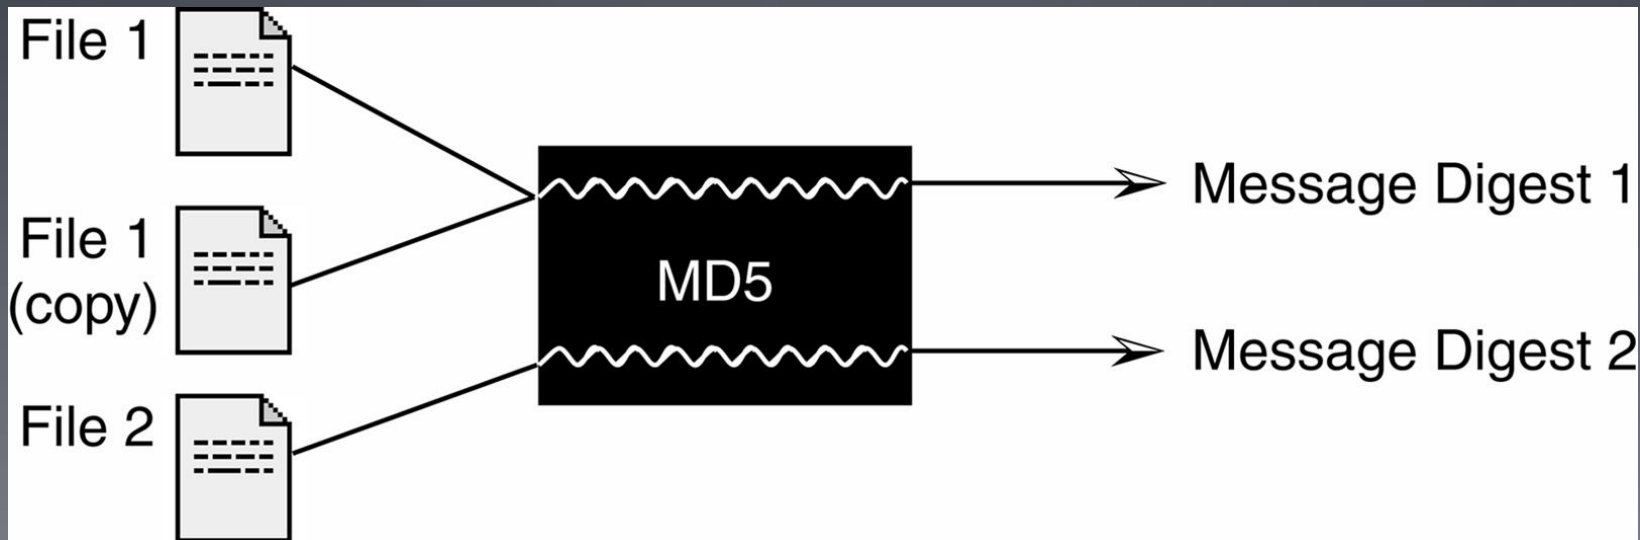 File 1
File 1
(copy)
File 2
MD5
Message Digest 1
Message Digest 2